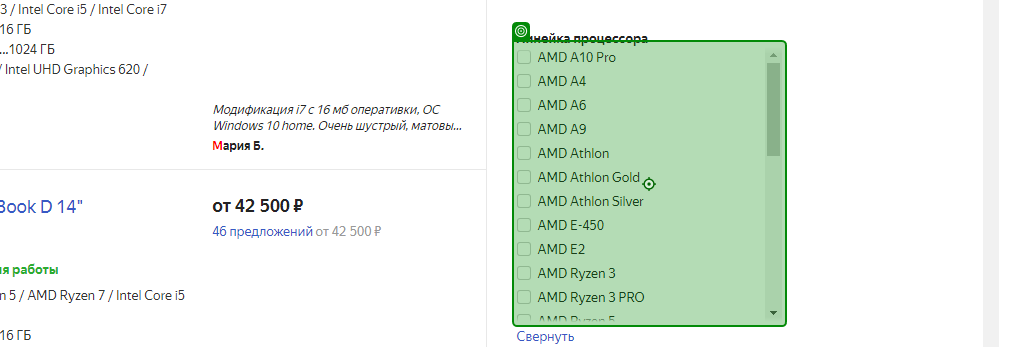 3 / Intel Core i5 / Intel Core i7
16 ГБ
...1024 ГБ
/ Intel UHD Graphics 620 /
Модификация i7 с 16 мб оперативки, ОС
Windows 10 home. Очень шустрый, матовы...
Мария Б.
Book D 14"
от 42 500 ₽
46 предложений от 42 500 ₽
ия работы
n 5 / AMD Ryzen 7 / Intel Core i5
16 ГБ
Линейка процессора
AMD A10 Pro
AMD A4
AMD A6
AMD A9
AMD Athlon
AMD Athlon Gold
AMD Athlon Silver
AMD E-450
AMD E2
AMD Ryzen 3
AMD Ryzen 3 PRO
AMD Ryzen 5
Свернуть